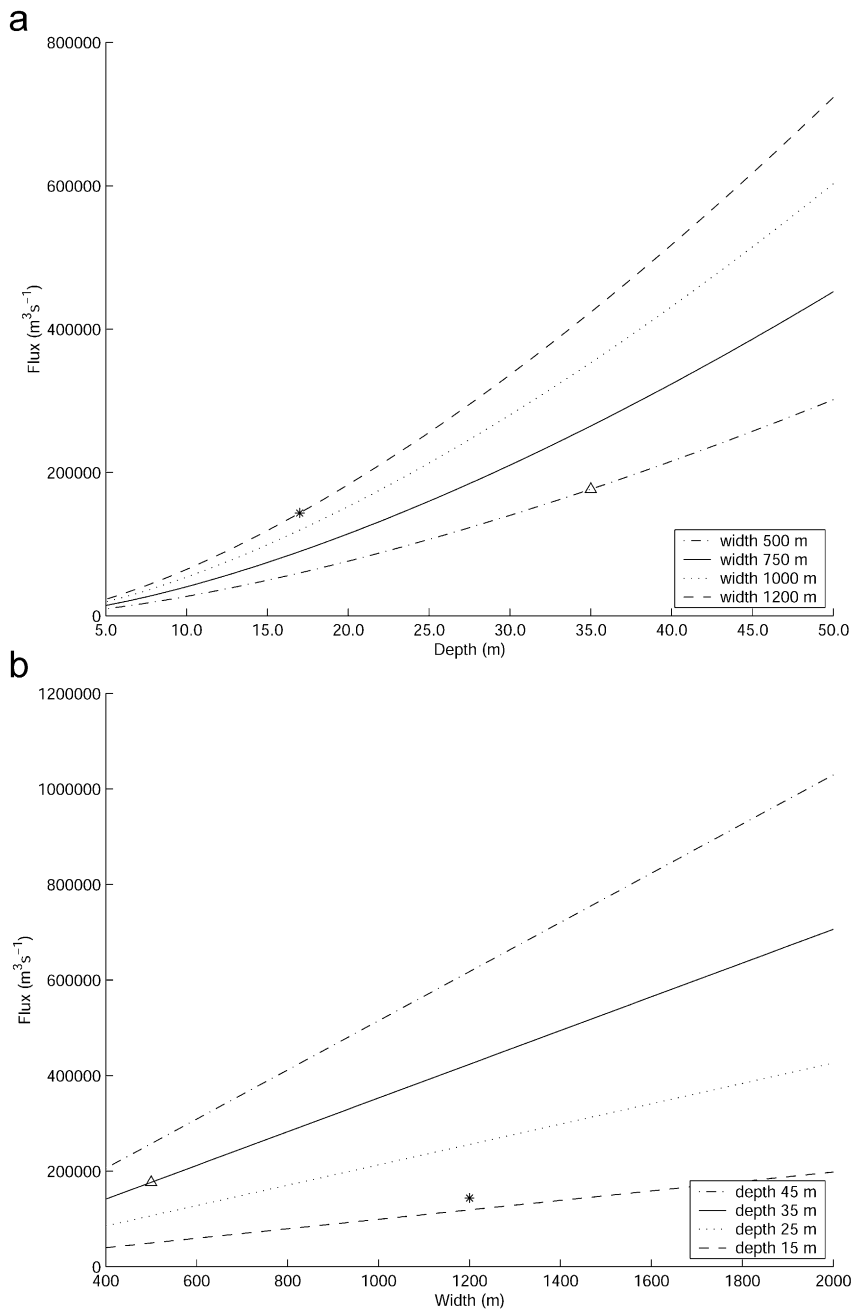 a
800000
600000
400000
200000
0
Flux (m³s⁻¹)
5.0 10.0 15.0 20.0 25.0 30.0 35.0 40.0 45.0 50.0
Depth (m)
width 500 m
width 750 m
width 1000 m
width 1200 m
b
1200000
1000000
800000
600000
400000
200000
0
Flux (m³s⁻¹)
400 600 800 1000 1200 1400 1600 1800 2000
Width (m)
depth 45 m
depth 35 m
depth 25 m
depth 15 m